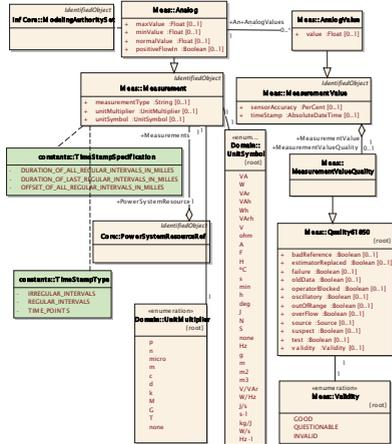 IdentifiedObject
Inf Core::ModelingAuthoritySet
Meas::Analog
+ maxValue :Float [0..1]
+ minValue :Float [0..1]
+ normalValue :Float [0..1]
+ positiveFlowIn :Boolean [0..1]
+AnalogValues
0..*
Meas::AnalogValue
+ value :Float [0..1]
IdentifiedObject
Meas::Measurement
+ measurementType :String [0..1]
+ unitMultiplier :UnitMultiplier [0..1]
+ unitSymbol :UnitSymbol [0..1]
IdentifiedObject
Meas::MeasurementValue
+ sensorAccuracy :PerCent [0..1]
+ timeStamp :AbsoluteDateTime [0..1]
+Measurements
+MeasurementValue
1
+MeasurementValueQuality
0..1
constants::TimeStampSpecification
- DURATION_OF_ALL_REGULAR_INTERVALS_IN_MILLES
- DURATION_OF_LAST_REGULAR_INTERVALS_IN_MILLES
- OFFSET_OF_ALL_REGULAR_INTERVALS_IN_MILLES
Meas::
MeasurementValueQuality
+PowerSystemResource
IdentifiedObject
Core::PowerSystemResourceRef
constants::TimeStampType
- IRREGULAR_INTERVALS
- REGULAR_INTERVALS
- TIME_POINTS
«enumeration»
Domain::UnitMultiplier
{root}
p
n
micro
m
c
d
k
M
G
T
none
«enum...
Domain::
UnitSymbol
{root}
VA
W
VAr
VAh
Wh
VArh
V
ohm
A
F
H
°C
s
min
h
deg
J
N
S
none
Hz
g
m
m2
m3
V/VAr
W/Hz
J/s
s-1
kg/J
W/s
Hz-1
Meas::Quality61850
{root}
+ badReference :Boolean [0..1]
+ estimatorReplaced :Boolean [0..1]
+ failure :Boolean [0..1]
+ oldData :Boolean [0..1]
+ operatorBlocked :Boolean [0..1]
+ oscillatory :Boolean [0..1]
+ outOfRange :Boolean [0..1]
+ overFlow :Boolean [0..1]
+ source :Source [0..1]
+ suspect :Boolean [0..1]
+ test :Boolean [0..1]
+ validity :Validity [0..1]
«enumeration»
Meas::Validity
{root}
GOOD
QUESTIONABLE
INVALID